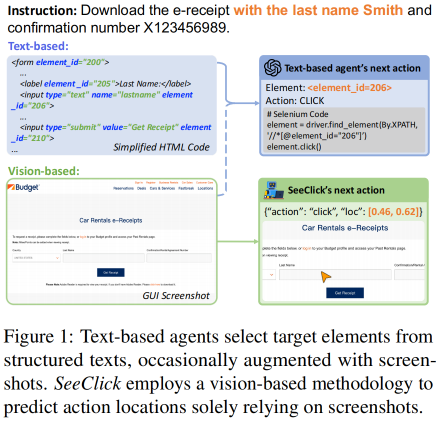 Instruction: Download the e-receipt with the last name Smith and
confirmation number X123456989.
Text-based:
<form element_id="200">
...
<label element_id="205">Last Name:</label>
<input type="text" name="lastname" element
_id="206">
...
<input type="submit" value="Get Receipt" element
_id="210">
Simplified HTML Code
Text-based agent's next action
Element: <element_id=206>
Action: CLICK
# Selenium Code
element = driver.find_element(By.XPATH,
'//*[@element_id="206"]')
element.click()
Vision-based:
Budget
Reservations Deals Cars & Services Fastbreak Locations
Car Rentals e-Receipts
Last Name
Get Receipt
GUI Screenshot
SeeClick's next action
{"action": "click", "loc": [0.46, 0.62]}
Car Rentals e-Receipts
Last Name
Get Receipt
Figure 1: Text-based agents select target elements from
structured texts, occasionally augmented with screen-
shots. SeeClick employs a vision-based methodology to
predict action locations solely relying on screenshots.